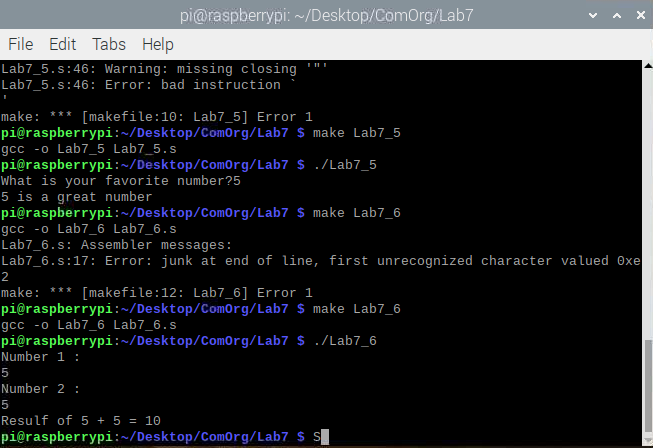 pi@raspberrypi: ~/Desktop/ComOrg/Lab7
File Edit Tabs Help
Lab7_5.s:46: Warning: missing closing '"'
Lab7_5.s:46: Error: bad instruction `
'
make: *** [makefile:10: Lab7_5] Error 1
pi@raspberrypi:~/Desktop/ComOrg/Lab7 $ make Lab7_5
gcc -o Lab7_5 Lab7_5.s
pi@raspberrypi:~/Desktop/ComOrg/Lab7 $ ./Lab7_5
What is your favorite number?5
5 is a great number
pi@raspberrypi:~/Desktop/ComOrg/Lab7 $ make Lab7_6
gcc -o Lab7_6 Lab7_6.s
Lab7_6.s: Assembler messages:
Lab7_6.s:17: Error: junk at end of line, first unrecognized character valued 0xe
2
make: *** [makefile:12: Lab7_6] Error 1
pi@raspberrypi:~/Desktop/ComOrg/Lab7 $ make Lab7_6
gcc -o Lab7_6 Lab7_6.s
pi@raspberrypi:~/Desktop/ComOrg/Lab7 $ ./Lab7_6
Number 1 :
5
Number 2 :
5
Resulf of 5 + 5 = 10
pi@raspberrypi:~/Desktop/ComOrg/Lab7 $ S